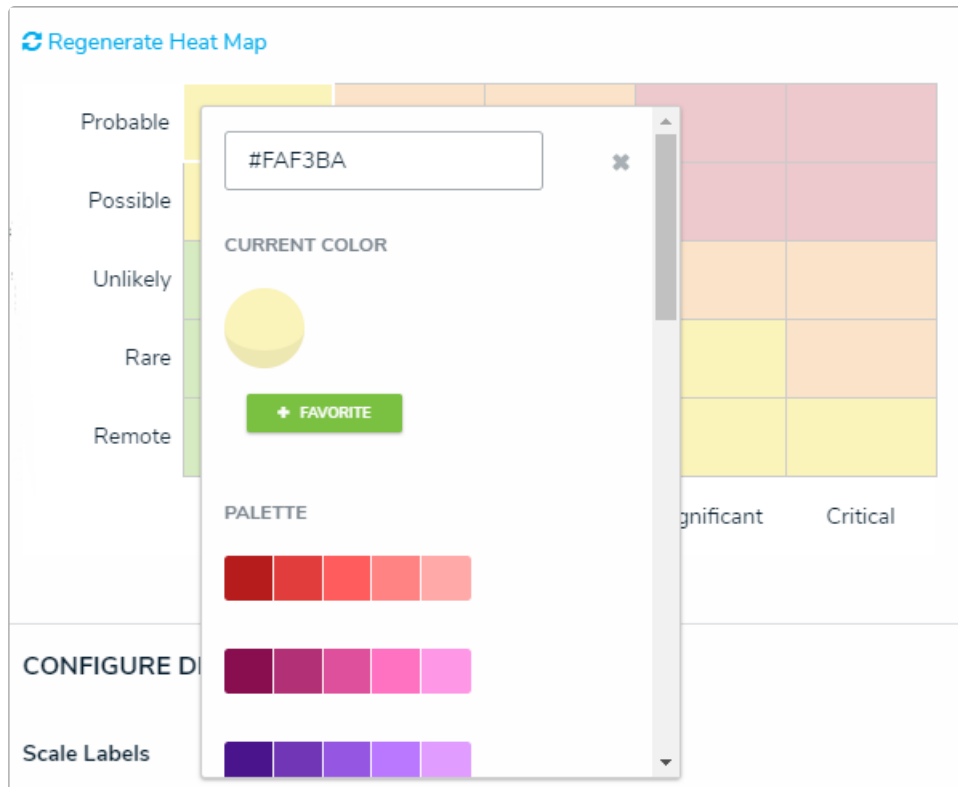 Regenerate Heat Map
Probable
#FAF3BA
Possible
CURRENT COLOR
Unlikely
Rare
+ FAVORITE
Remote
PALETTE
gnificant
Critical
CONFIGURE D
Scale Labels